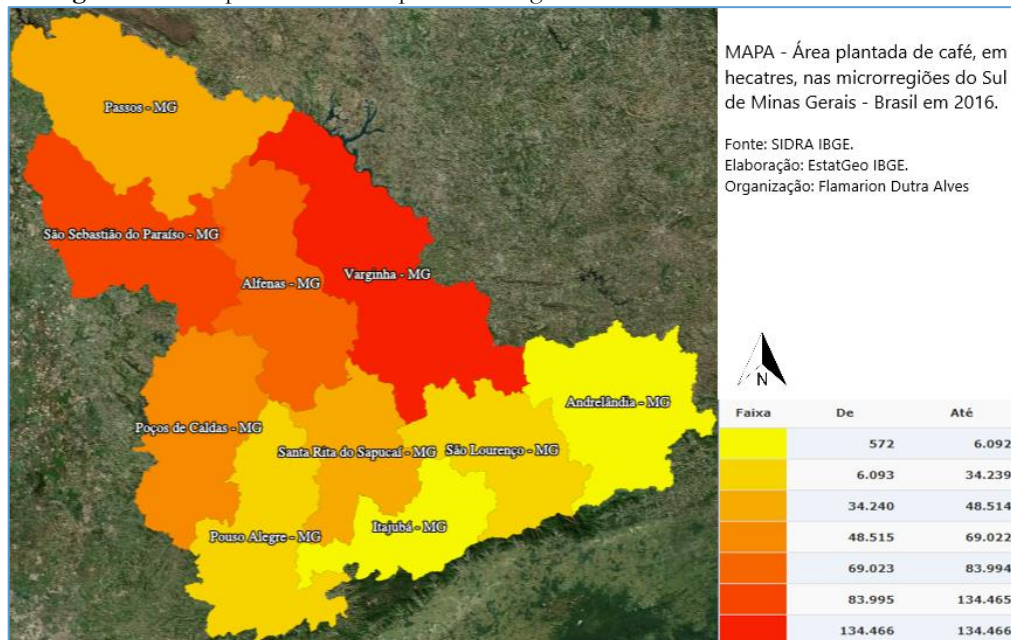 MAPA - Área plantada de café, em
hecatres, nas microrregiões do Sul
de Minas Gerais - Brasil em 2016.
Fonte: SIDRA IBGE.
Elaboração: EstatGeo IBGE.
Organização: Flamarion Dutra Alves
Passos - MG
São Sebastião do Paraíso - MG
Alfenas - MG
Varginha - MG
Andrelândia - MG
Poços de Caldas - MG
Santa Rita do Sapucaí - MG
São Lourenço - MG
Itajubá - MG
Pouso Alegre - MG
N
Faixa De Até
572 6.092
6.093 34.239
34.240 48.514
48.515 69.022
69.023 83.994
83.995 134.465
134.466 134.466